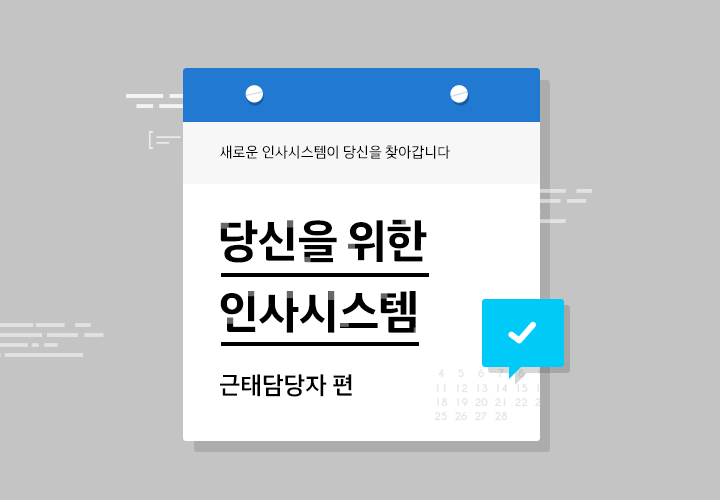 새로운 인사시스템이 당신을 찾아갑니다
당신을 위한
인사시스템
근태담당자 편
4 5 6 7 8
11 12 13 14 15
18 19 20 21 22
25 26 27 28